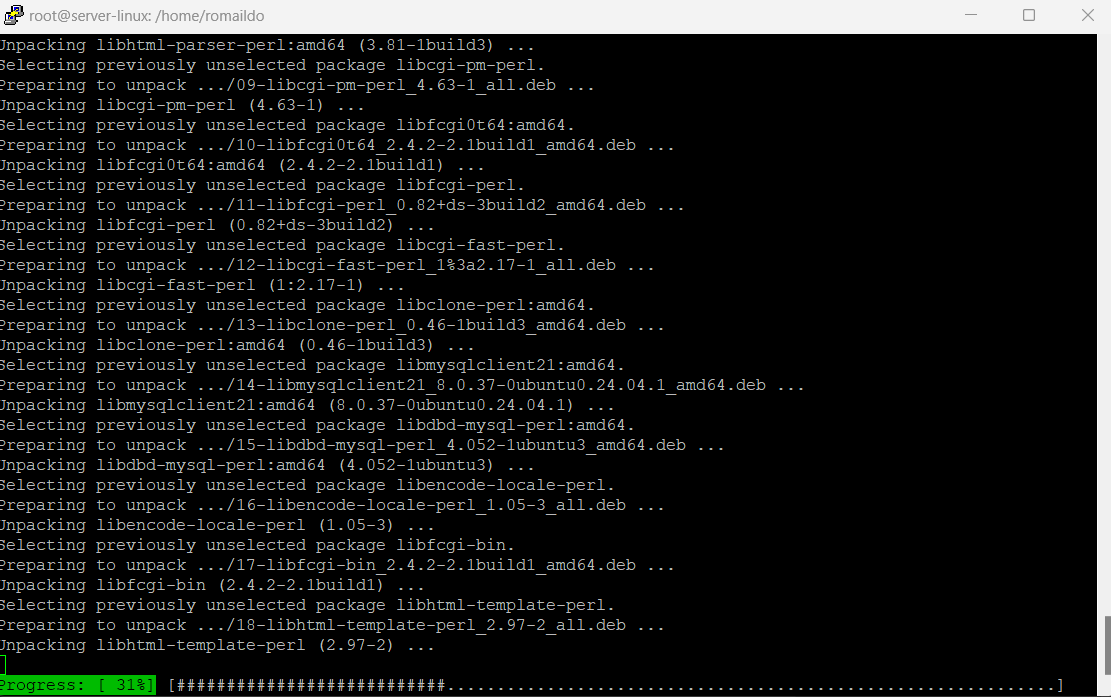 root@server-linux: /home/romaildo
Unpacking libhtml-parser-perl:amd64 (3.81-1build3) ...
Selecting previously unselected package libcgi-pm-perl.
Preparing to unpack .../09-libcgi-pm-perl_4.63-1_all.deb ...
Unpacking libcgi-pm-perl (4.63-1) ...
Selecting previously unselected package libfcgi0t64:amd64.
Preparing to unpack .../10-libfcgi0t64_2.4.2-2.1build1_amd64.deb ...
Unpacking libfcgi0t64:amd64 (2.4.2-2.1build1) ...
Selecting previously unselected package libfcgi-perl.
Preparing to unpack .../11-libfcgi-perl_0.82+ds-3build2_amd64.deb ...
Unpacking libfcgi-perl (0.82+ds-3build2) ...
Selecting previously unselected package libcgi-fast-perl.
Preparing to unpack .../12-libcgi-fast-perl_1%3a2.17-1_all.deb ...
Unpacking libcgi-fast-perl (1:2.17-1) ...
Selecting previously unselected package libclone-perl:amd64.
Preparing to unpack .../13-libclone-perl_0.46-1build3_amd64.deb ...
Unpacking libclone-perl:amd64 (0.46-1build3) ...
Selecting previously unselected package libmysqlclient21:amd64.
Preparing to unpack .../14-libmysqlclient21_8.0.37-0ubuntu0.24.04.1_amd64.deb ...
Unpacking libmysqlclient21:amd64 (8.0.37-0ubuntu0.24.04.1) ...
Selecting previously unselected package libdbd-mysql-perl:amd64.
Preparing to unpack .../15-libdbd-mysql-perl_4.052-1ubuntu3_amd64.deb ...
Unpacking libdbd-mysql-perl:amd64 (4.052-1ubuntu3) ...
Selecting previously unselected package libencode-locale-perl.
Preparing to unpack .../16-libencode-locale-perl_1.05-3_all.deb ...
Unpacking libencode-locale-perl (1.05-3) ...
Selecting previously unselected package libfcgi-bin.
Preparing to unpack .../17-libfcgi-bin_2.4.2-2.1build1_amd64.deb ...
Unpacking libfcgi-bin (2.4.2-2.1build1) ...
Selecting previously unselected package libhtml-template-perl.
Preparing to unpack .../18-libhtml-template-perl_2.97-2_all.deb ...
Unpacking libhtml-template-perl (2.97-2) ...
Progress: [ 31%] [###########################.............................................................]